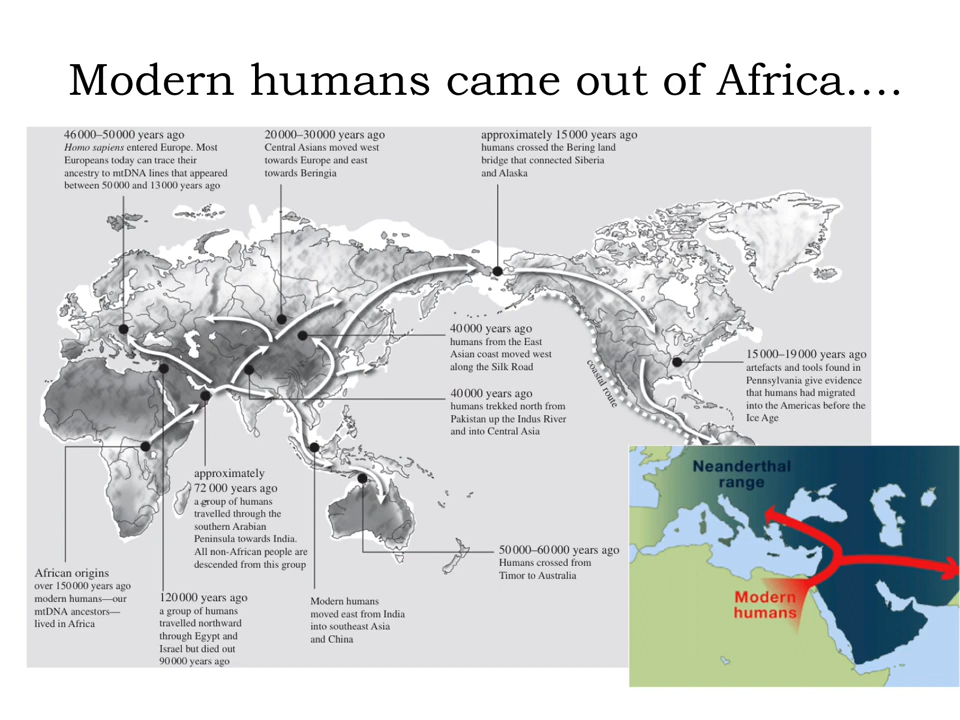 Modern humans came out of Africa....
46 000–50 000 years ago
Homo sapiens entered Europe. Most
Europeans today can trace their
ancestry to mtDNA lines that appeared
between 50 000 and 13 000 years ago
20 000–30 000 years ago
Central Asians moved west
towards Europe and east
towards Beringia
approximately 15 000 years ago
humans crossed the Bering land
bridge that connected Siberia
and Alaska
40 000 years ago
humans from the East
Asian coast moved west
along the Silk Road
15 000–19 000 years ago
artefacts and tools found in
Pennsylvania give evidence
that humans had migrated
into the Americas before the
Ice Age
coastal route
40 000 years ago
humans trekked north from
Pakistan up the Indus River
and into Central Asia
approximately
72 000 years ago
a group of humans
travelled through the
southern Arabian
Peninsula towards India.
All non-African people are
descended from this group
50 000–60 000 years ago
Humans crossed from
Timor to Australia
African origins
over 150 000 years ago
modern humans—our
mtDNA ancestors—
lived in Africa
120 000 years ago
a group of humans
travelled northward
through Egypt and
Israel but died out
90 000 years ago
Modern humans
moved east from India
into southeast Asia
and China
Neanderthal
range
Modern
humans